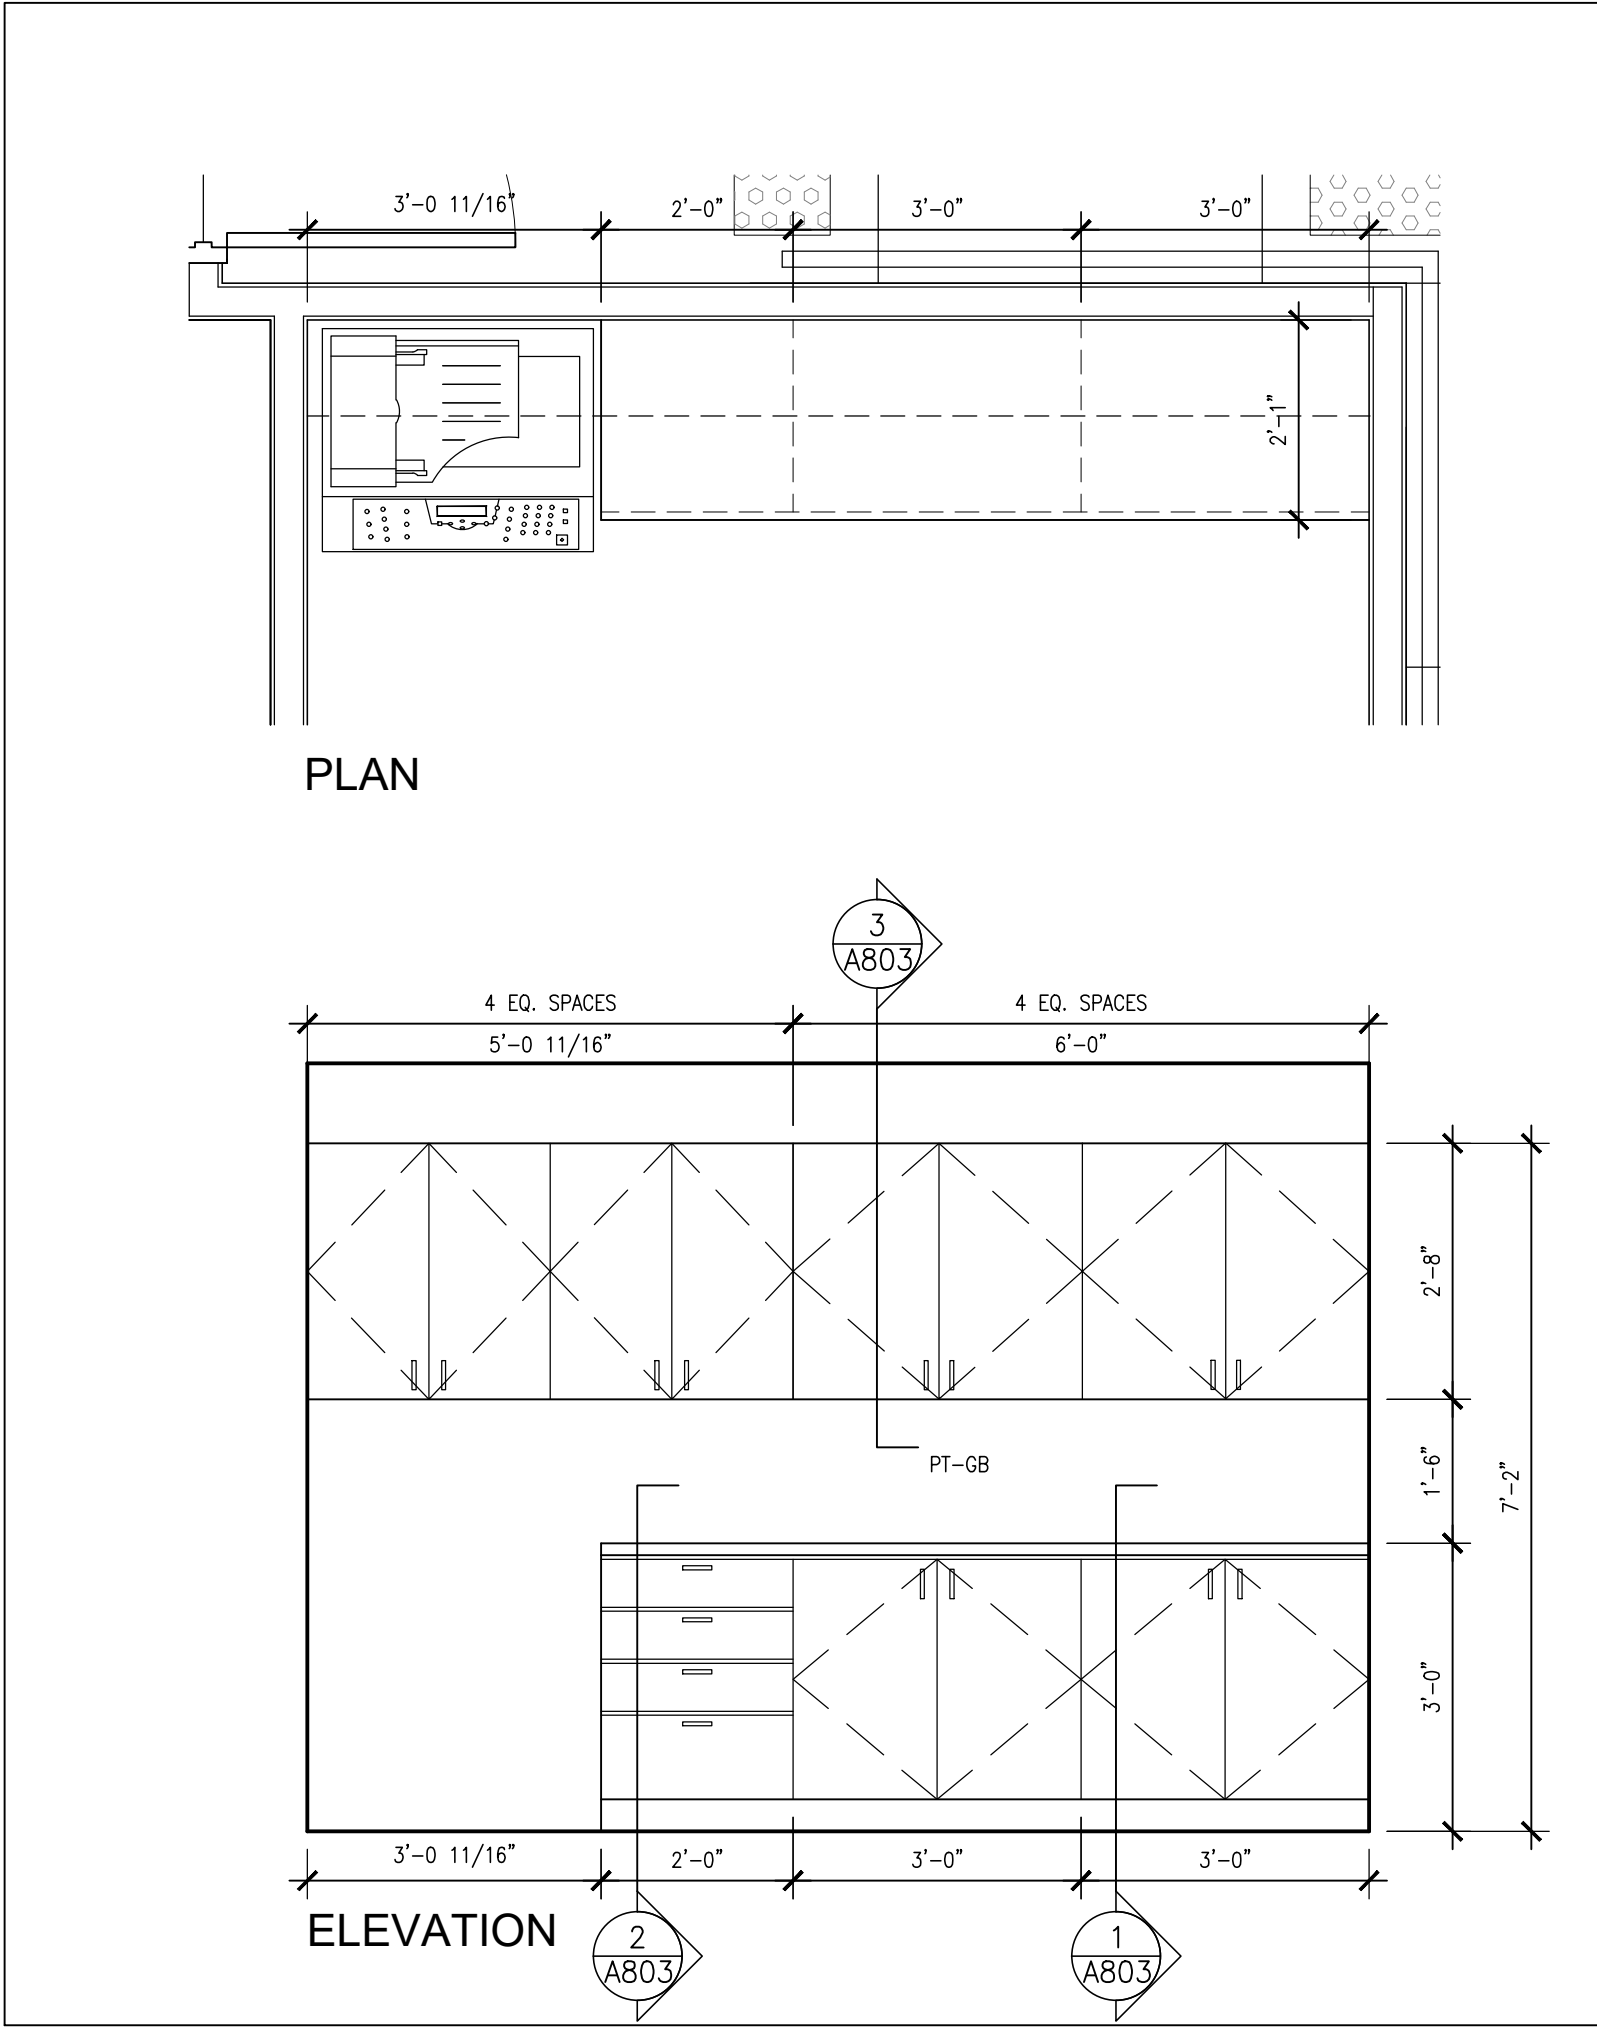 3'-0 11/16"
2'-0"
3'-0"
3'-0"
2'-1"
PLAN
3
A803
4 EQ. SPACES
4 EQ. SPACES
5'-0 11/16"
6'-0"
2'-8"
1'-6"
7'-2"
PT-GB
3'-0"
3'-0 11/16"
2'-0"
3'-0"
3'-0"
ELEVATION
2
A803
1
A803